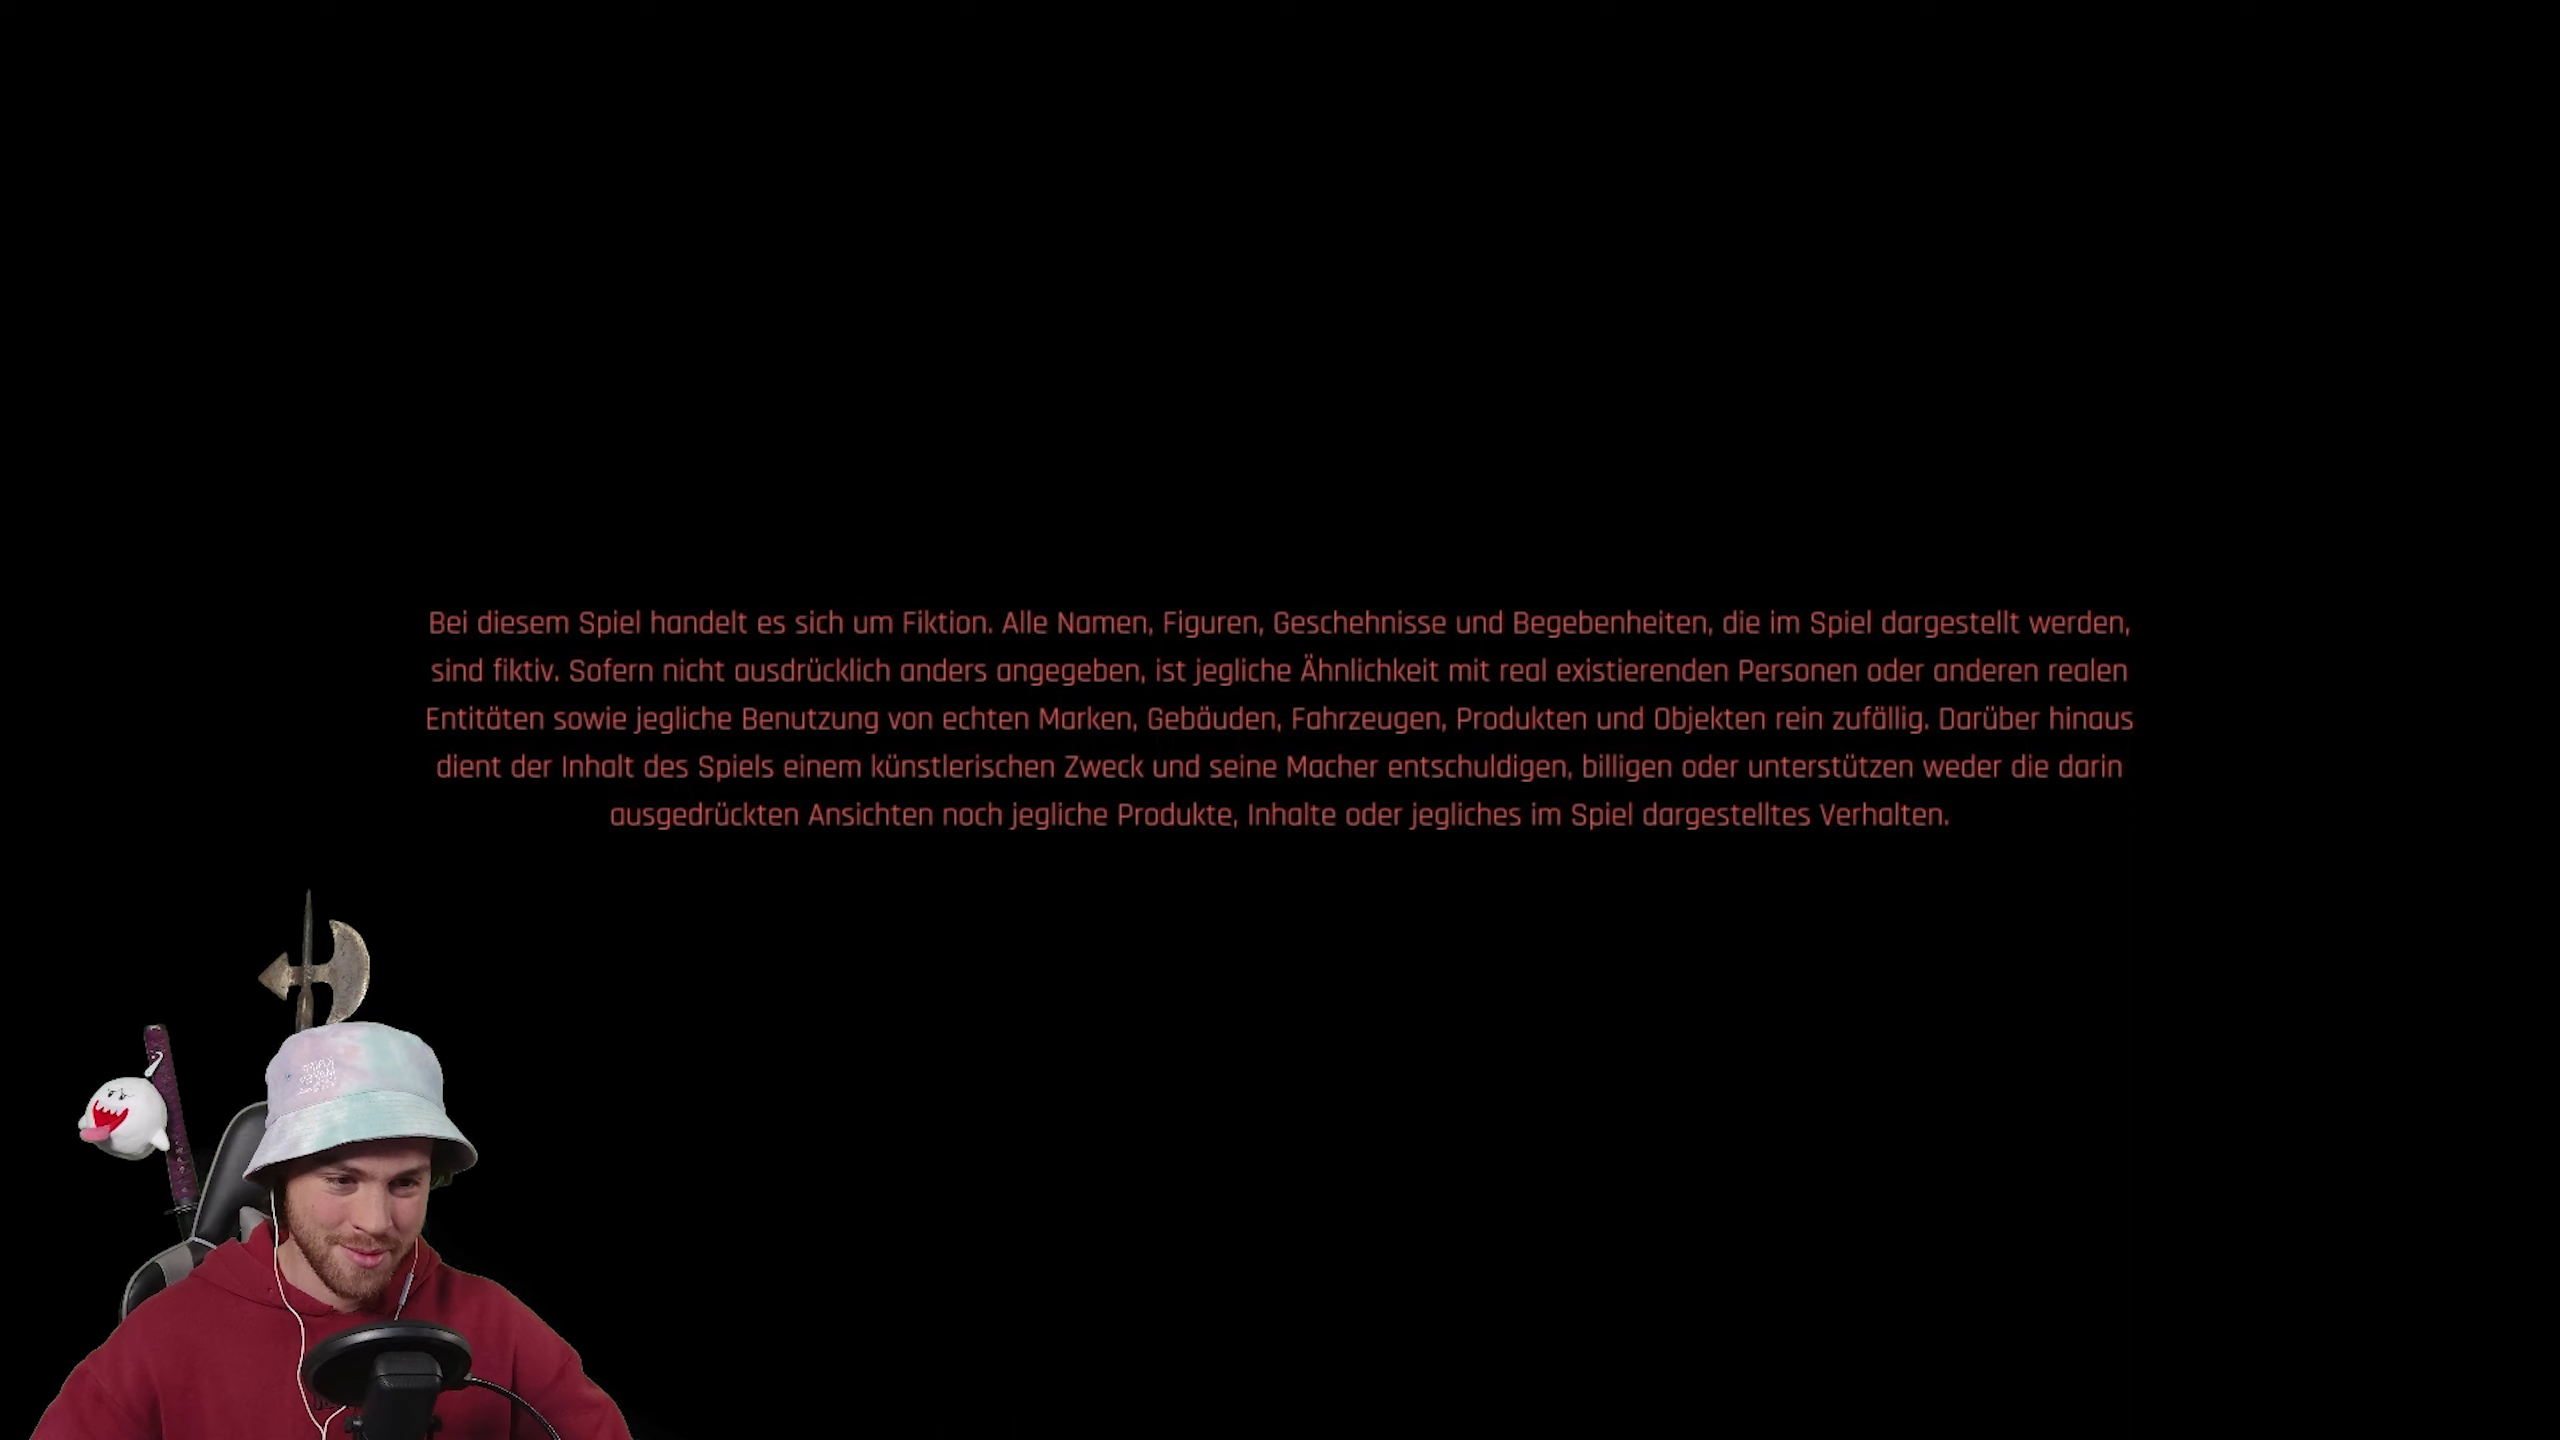 Bei diesem Spiel handelt es sich um Fiktion. Alle Namen, Figuren, Geschehnisse und Begebenheiten, die im Spiel dargestellt werden,
sind fiktiv. Sofern nicht ausdrücklich anders angegeben, ist jegliche Ähnlichkeit mit real existierenden Personen oder anderen realen
Entitäten sowie jegliche Benutzung von echten Marken, Gebäuden, Fahrzeugen, Produkten und Objekten rein zufällig. Darüber hinaus
dient der Inhalt des Spiels einem künstlerischen Zweck und seine Macher entschuldigen, billigen oder unterstützen weder die darin
ausgedrückten Ansichten noch jegliche Produkte, Inhalte oder jegliches im Spiel dargestelltes Verhalten.